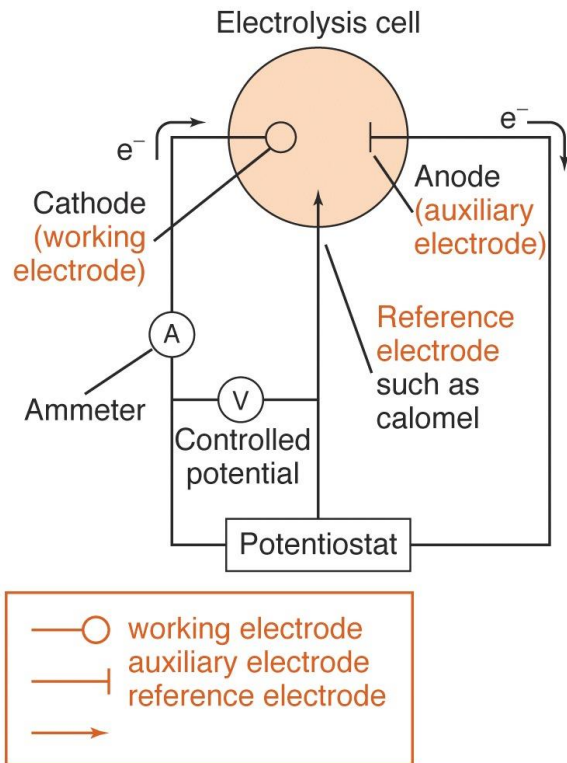 Electrolysis cell
e⁻
e⁻
Cathode
(working
electrode)
Anode
(auxiliary
electrode)
Reference
electrode
such as
calomel
A
Ammeter
V
Controlled
potential
Potentiostat
working electrode
auxiliary electrode
reference electrode